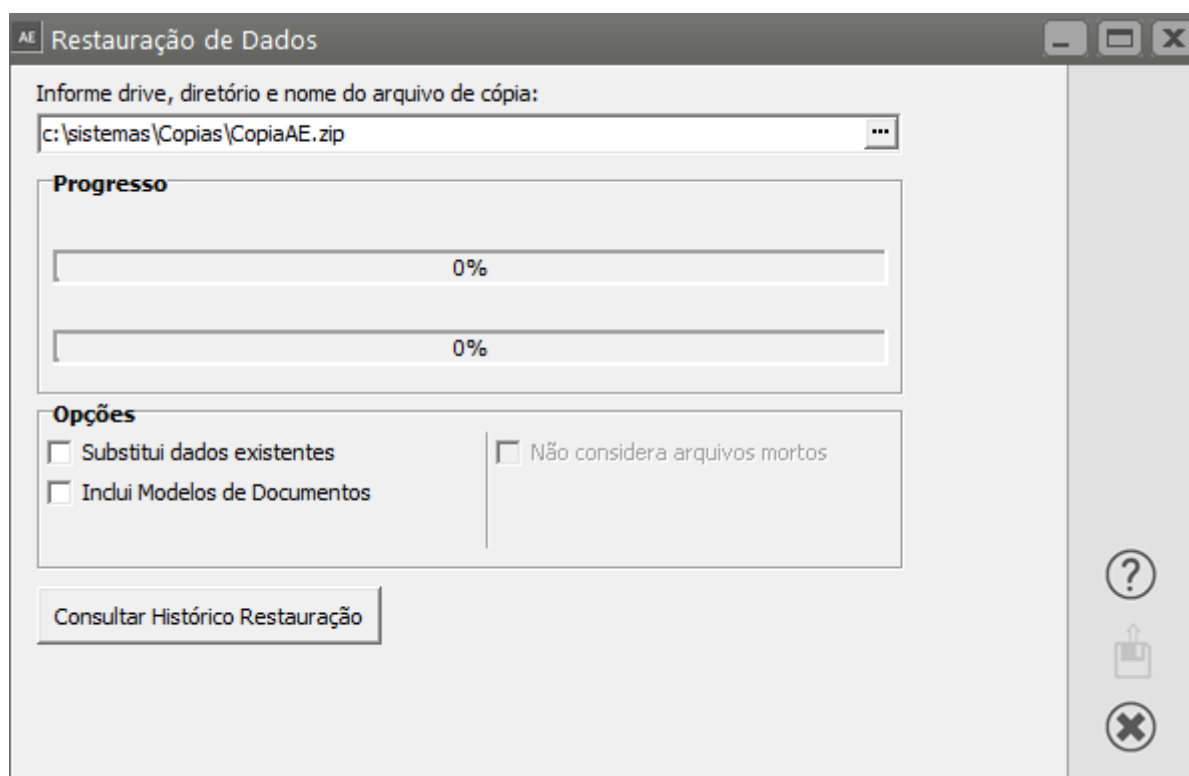 AE Restauração de Dados
Informe drive, diretório e nome do arquivo de cópia:
c:\sistemas\Copias\CopiaAE.zip
Progresso
0%
0%
Opções
Substitui dados existentes
Não considera arquivos mortos
Inclui Modelos de Documentos
Consultar Histórico Restauração